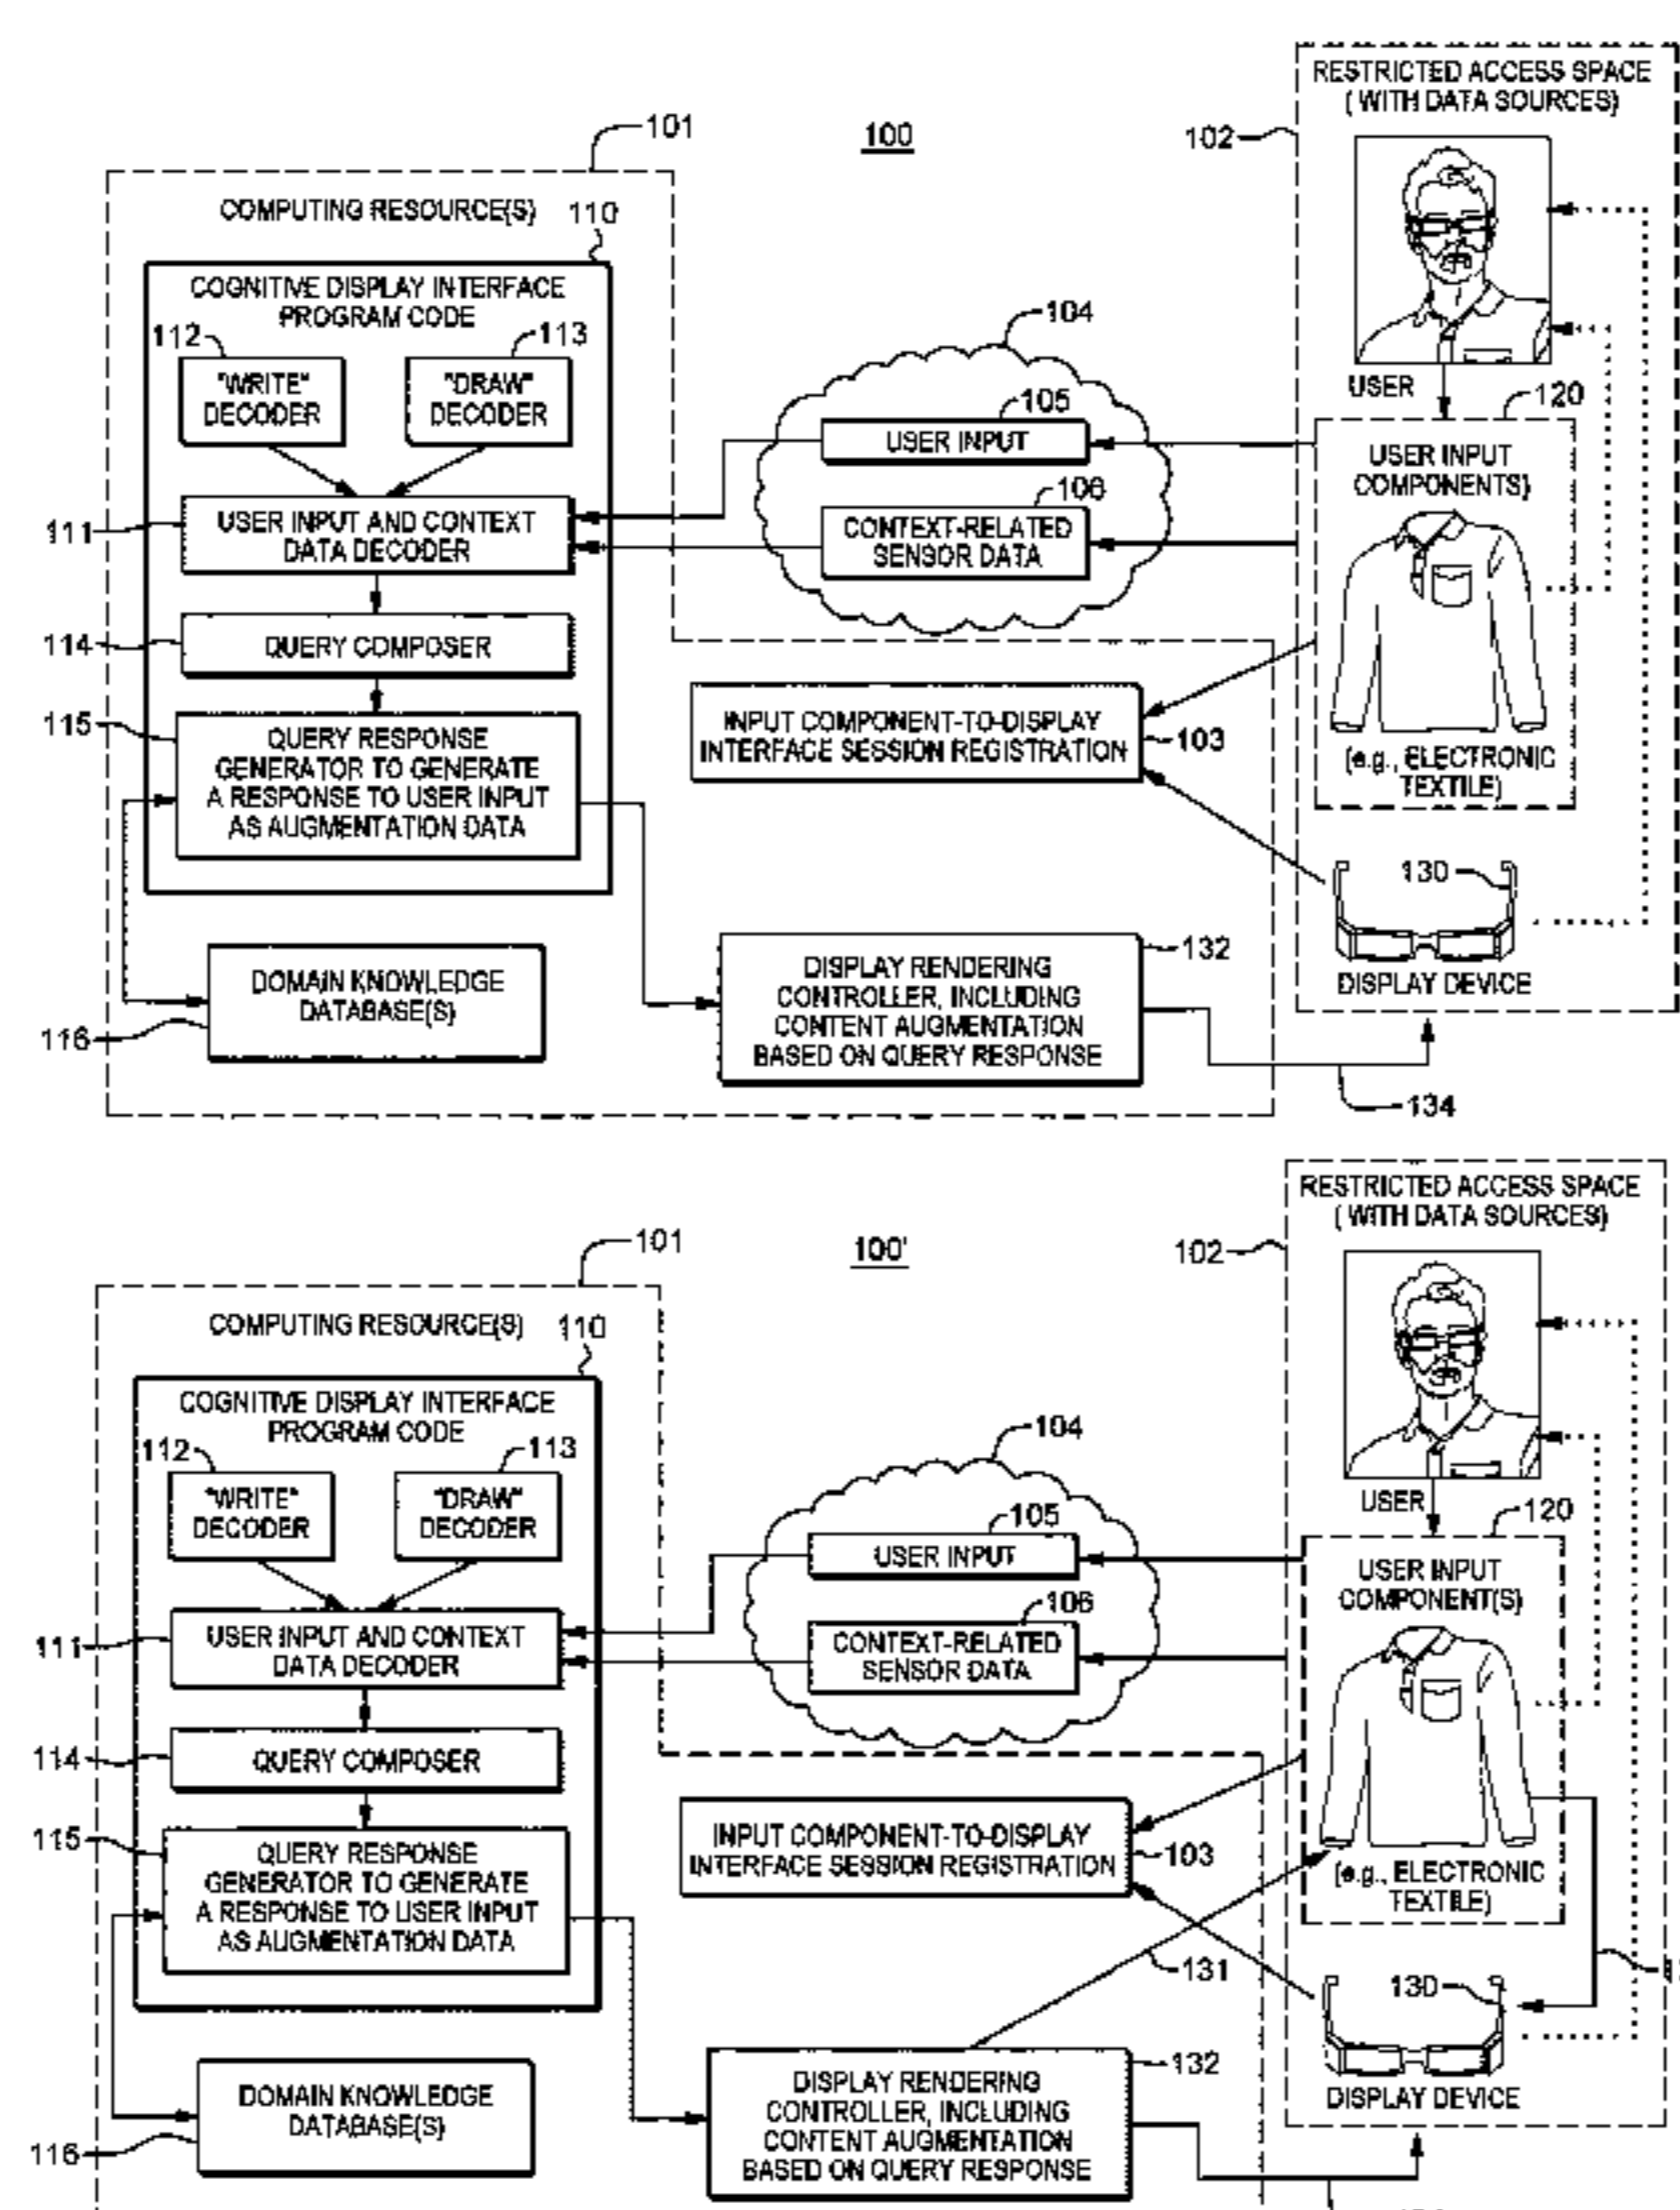 RESTRICTED ACCESS SPACE
( WITH DATA SOURCES)
101
100
102
COMPUTING RESOURCE(S)
110
COGNITIVE DISPLAY INTERFACE
PROGRAM CODE
112
113
"WRITE"
DECODER
"DRAW"
DECODER
104
105
USER INPUT
106
CONTEXT-RELATED
SENSOR DATA
USER
120
USER INPUT
COMPONENTS)
111
USER INPUT AND CONTEXT
DATA DECODER
114
QUERY COMPOSER
115
QUERY RESPONSE
GENERATOR TO GENERATE
A RESPONSE TO USER INPUT
AS AUGMENTATION DATA
INPUT COMPONENT-TO-DISPLAY
INTERFACE SESSION REGISTRATION
103
(e.g., ELECTRONIC
TEXTILE)
130
DISPLAY DEVICE
DOMAIN KNOWLEDGE
DATABASE(S)
116
132
DISPLAY RENDERING
CONTROLLER, INCLUDING
CONTENT AUGMENTATION
BASED ON QUERY RESPONSE
134
RESTRICTED ACCESS SPACE
( WITH DATA SOURCES)
101
100'
102
COMPUTING RESOURCE(S)
110
COGNITIVE DISPLAY INTERFACE
PROGRAM CODE
112
113
"WRITE"
DECODER
"DRAW"
DECODER
104
105
USER INPUT
106
CONTEXT-RELATED
SENSOR DATA
USER
120
USER INPUT
COMPONENT(S)
111
USER INPUT AND CONTEXT
DATA DECODER
114
QUERY COMPOSER
115
QUERY RESPONSE
GENERATOR TO GENERATE
A RESPONSE TO USER INPUT
AS AUGMENTATION DATA
INPUT COMPONENT-TO-DISPLAY
INTERFACE SESSION REGISTRATION
103
(e.g., ELECTRONIC
TEXTILE)
131
130
DISPLAY DEVICE
DOMAIN KNOWLEDGE
DATABASE(S)
116
132
DISPLAY RENDERING
CONTROLLER, INCLUDING
CONTENT AUGMENTATION
BASED ON QUERY RESPONSE